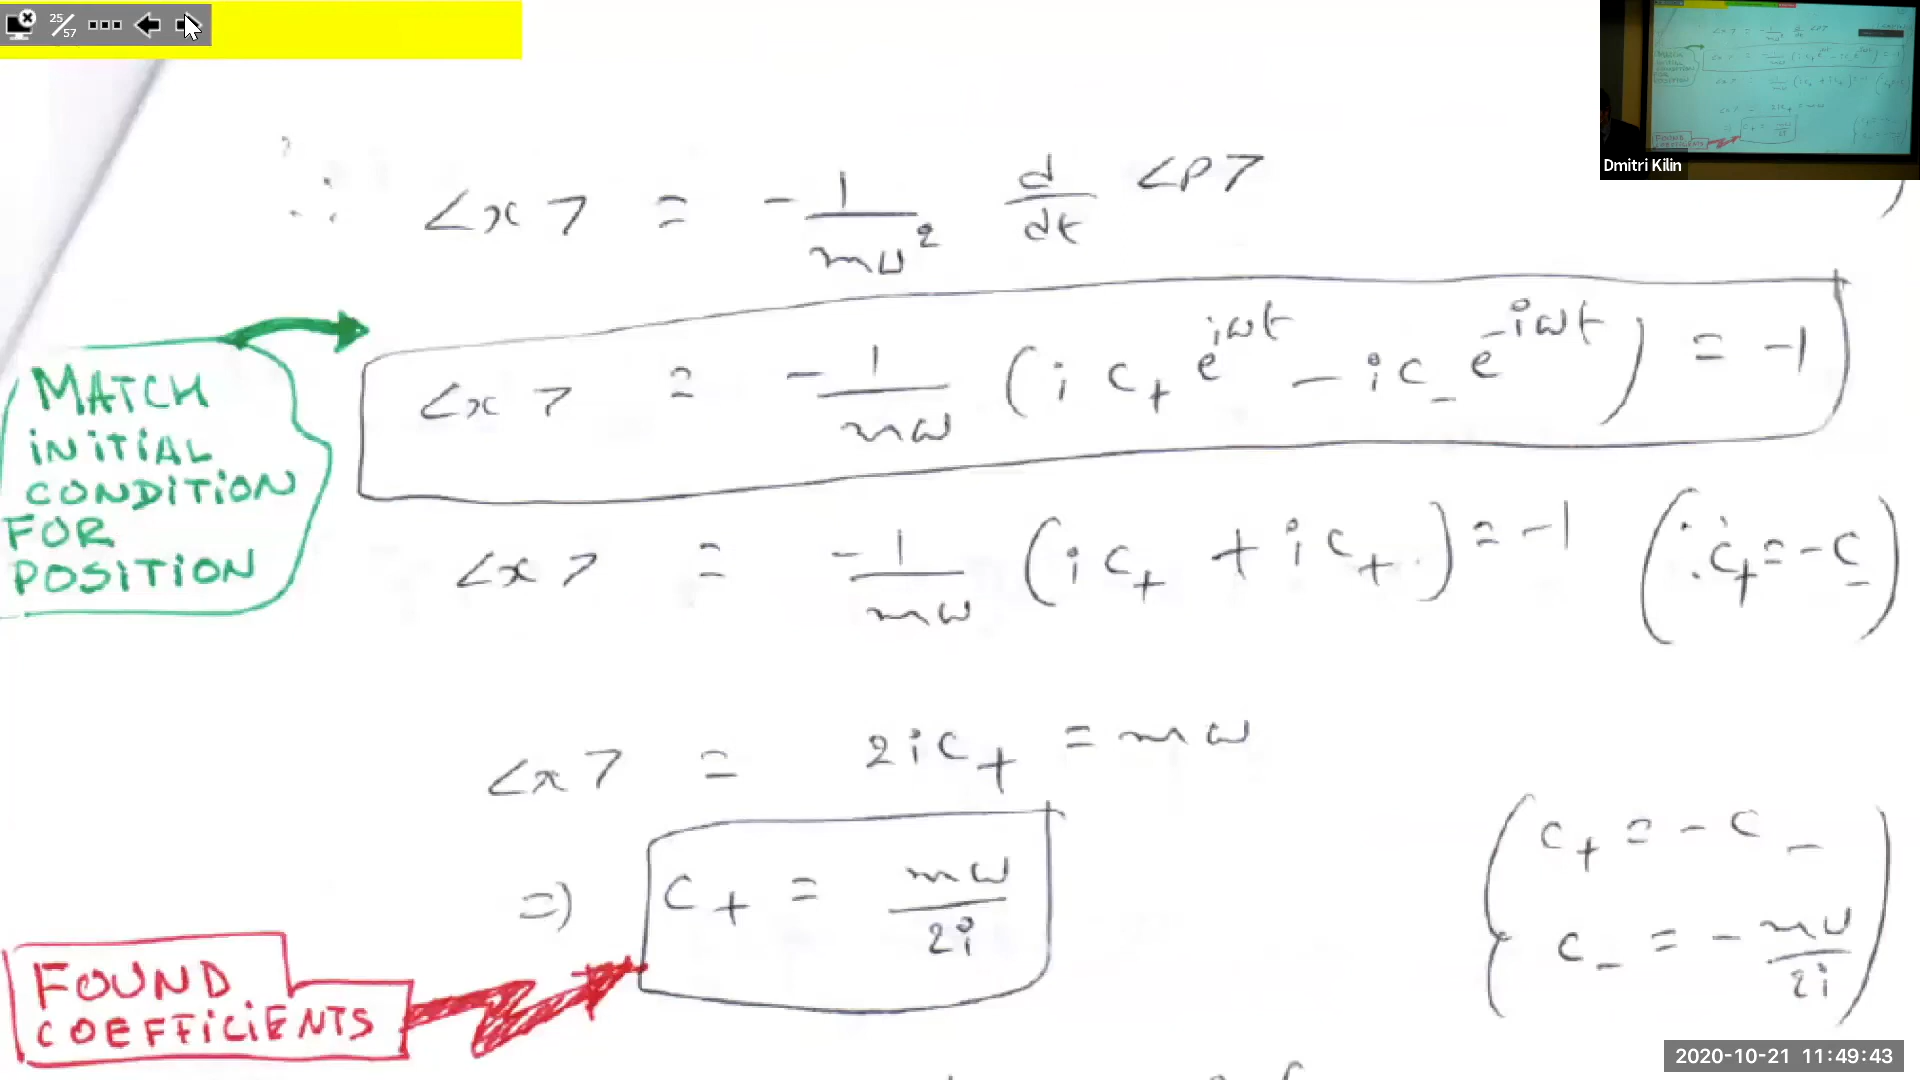 25/57
Dmitri Kilin
∴ <x> = -1/mω² d/dt <p>
<x> = -1/mω (i c₊ e^{iωt} - i c₋ e^{-iωt}) = -1
MATCH
INITIAL
CONDITION
FOR
POSITION
<x> = -1/mω (i c₊ + i c₊) = -1 (∵ c₊ = -c₋)
<x> = 2 i c₊ = mω
=> c₊ = mω/2i
c₊ = -c₋
c₋ = -mω/2i
FOUND
COEFFICIENTS
2020-10-21 11:49:43